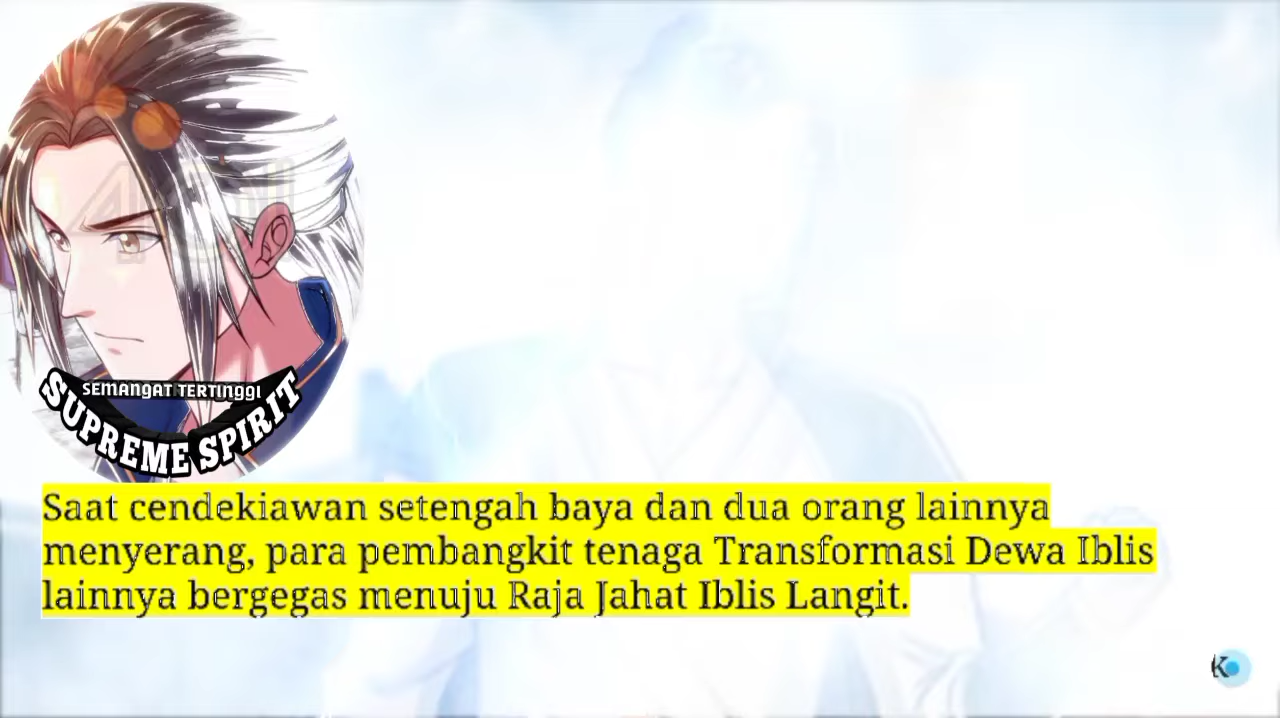 SEMANGAT TERTINGGI
SUPREME SPIRIT
Saat cendekiawan setengah baya dan dua orang lainnya
menyerang, para pembangkit tenaga Transformasi Dewa Iblis
lainnya bergegas menuju Raja Jahat Iblis Langit.
K